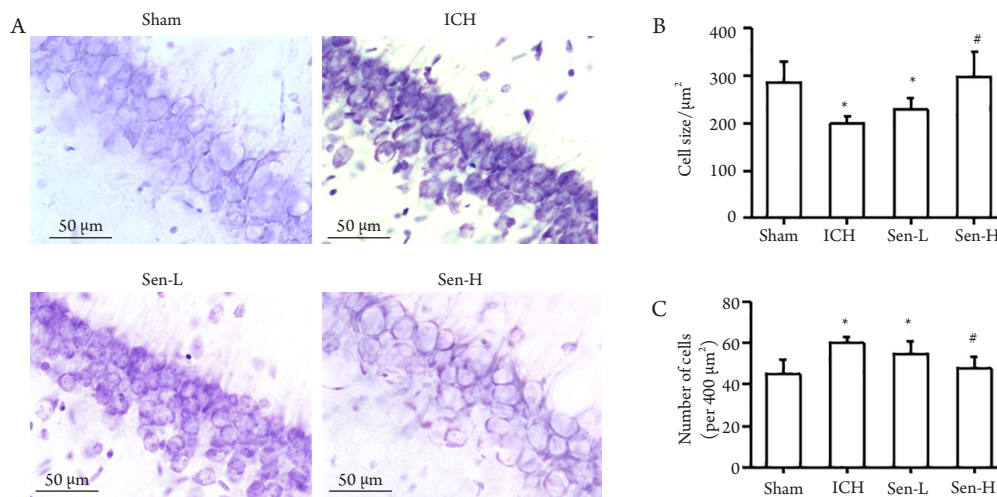 A
Sham
ICH
50 µm
50 µm
Sen-L
Sen-H
50 µm
50 µm
B
Cell size/µm²
400
300
200
100
0
*
*
#
Sham
ICH
Sen-L
Sen-H
C
Number of cells
(per 400 µm²)
80
60
40
20
0
*
*
#
Sham
ICH
Sen-L
Sen-H